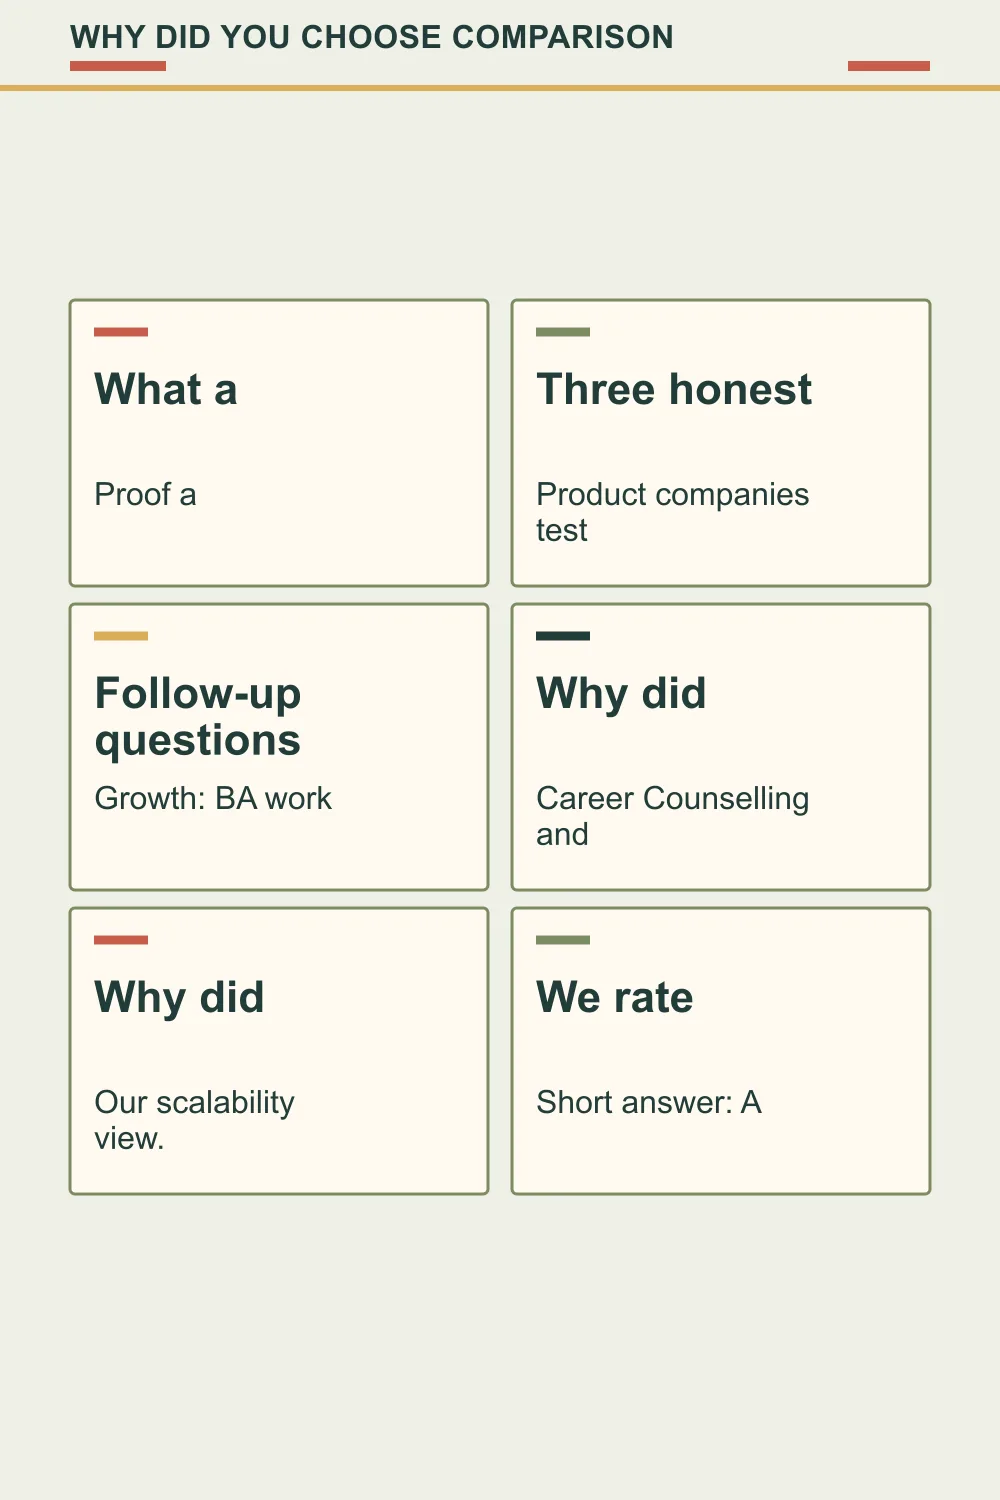 WHY DID YOU CHOOSE COMPARISON
What a
Proof a
Three honest
Product companies
test
Follow-up
questions
Growth: BA work
Why did
Career Counselling
and
Why did
Our scalability
view.
We rate
Short answer: A